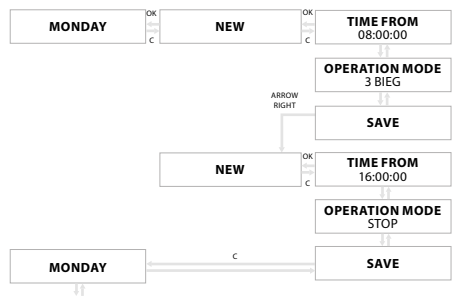 MONDAY
OK
C
NEW
OK
C
TIME FROM
08:00:00
OPERATION MODE
3 BIEG
ARROW
RIGHT
SAVE
NEW
OK
C
TIME FROM
16:00:00
OPERATION MODE
STOP
MONDAY
C
SAVE